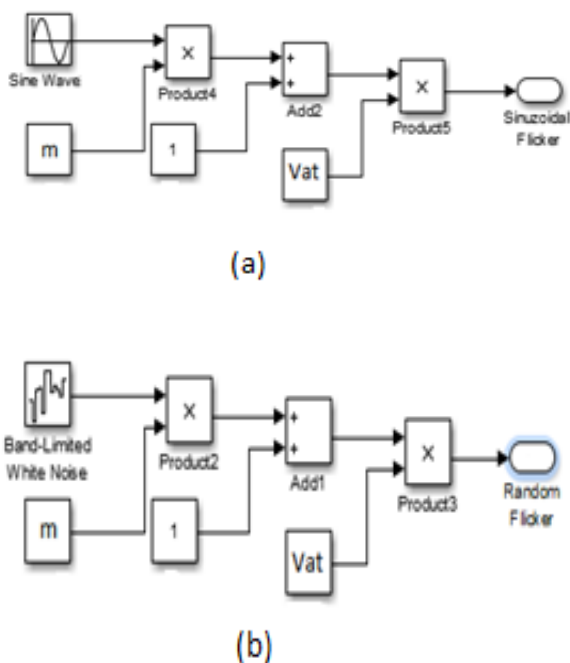 Sine Wave
X
Product4
+
+
Add2
X
Product5
Sinuzoidal
Flicker
m
1
Vat
(a)
Band-Limited
White Noise
X
Product2
+
+
Add1
X
Product3
Random
Flicker
m
1
Vat
(b)